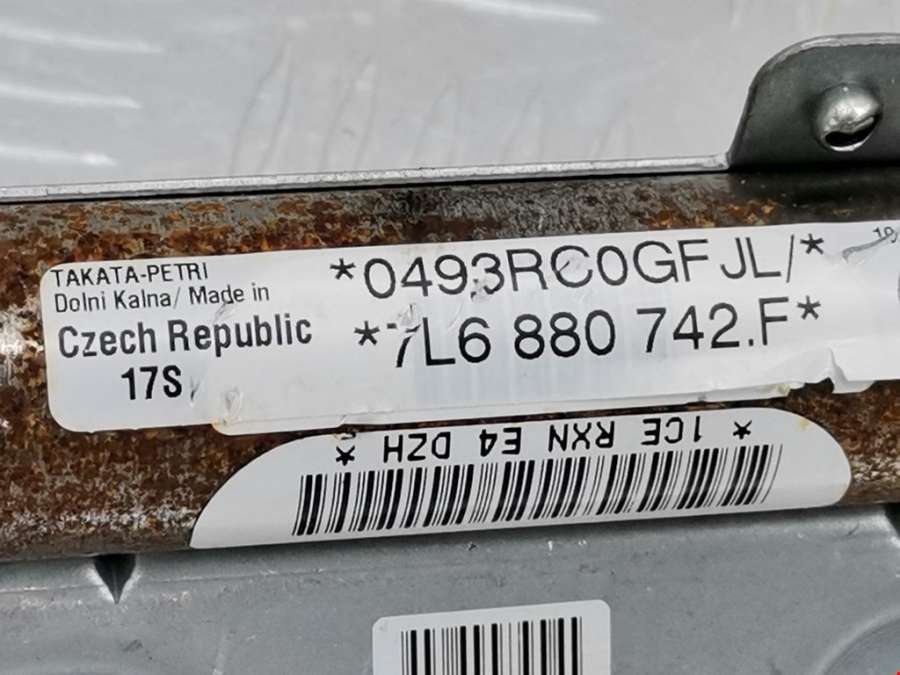 TAKATA-PETRI
Dolni Kalna/ Made in
Czech Republic
17S
*0493RC0GFJL/*
*7L6 880 742.F*
* 1CE RXN E4 DZH *